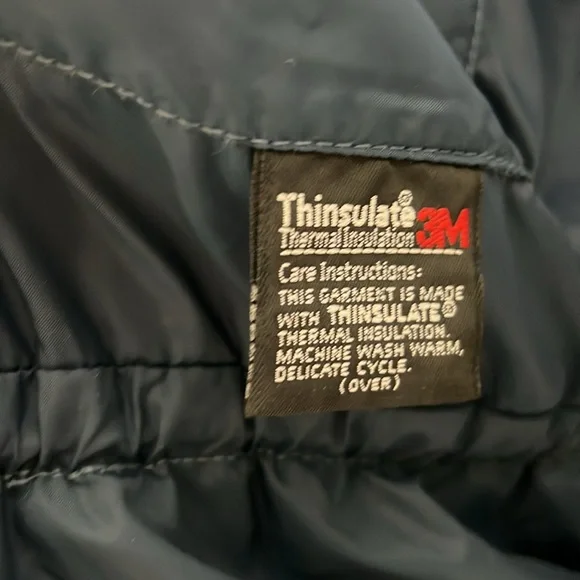 Thinsulate® 3M
Thermal Insulation
Care Instructions:
THIS GARMENT IS MADE
WITH THINSULATE®
THERMAL INSULATION.
MACHINE WASH WARM,
DELICATE CYCLE.
(OVER)